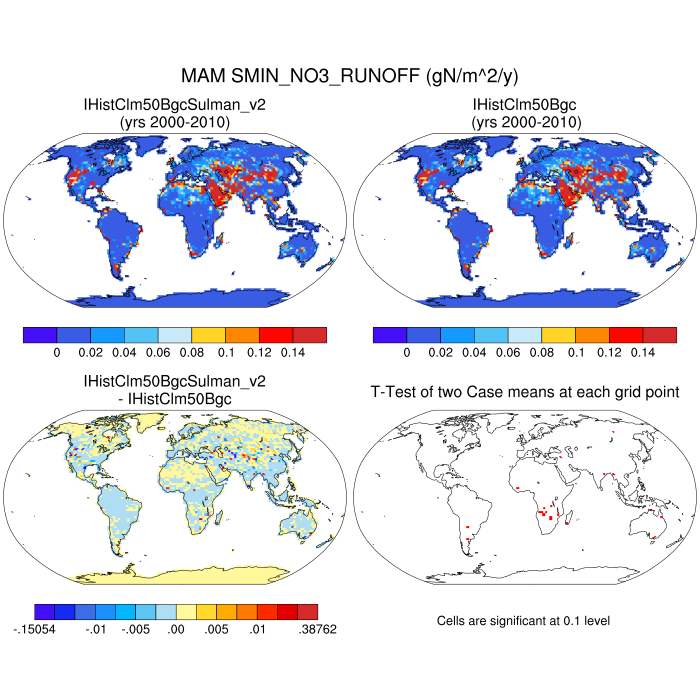 MAM SMIN_NO3_RUNOFF (gN/m^2/y)
IHistClm50BgcSulman_v2
(yrs 2000-2010)
IHistClm50Bgc
(yrs 2000-2010)
0 0.02 0.04 0.06 0.08 0.1 0.12 0.14
0 0.02 0.04 0.06 0.08 0.1 0.12 0.14
IHistClm50BgcSulman_v2
- IHistClm50Bgc
T-Test of two Case means at each grid point
-.15054 -.01 -.005 .00 .005 .01 .38762
Cells are significant at 0.1 level